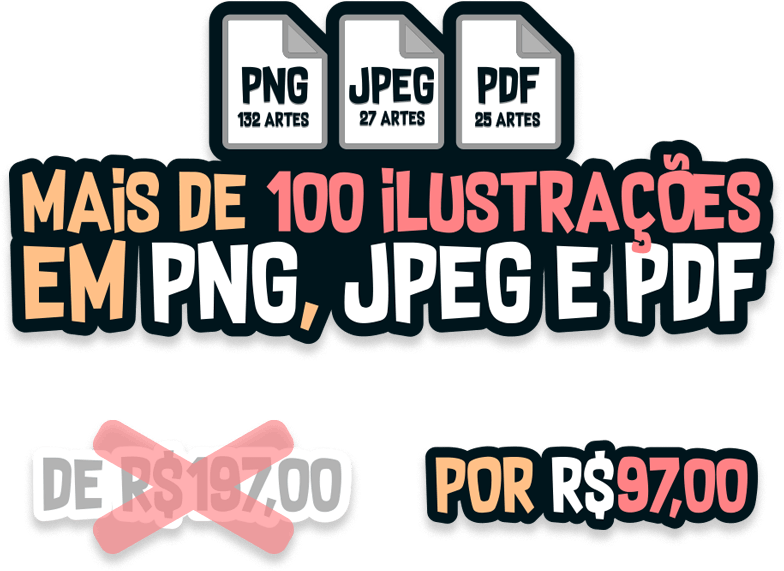 PNG
132 ARTES
JPEG
27 ARTES
PDF
25 ARTES
MAiS DE 100 iLUSTRAÇÕES
EM PNG, JPEG E PDF
DE R$197,00
POR R$97,00